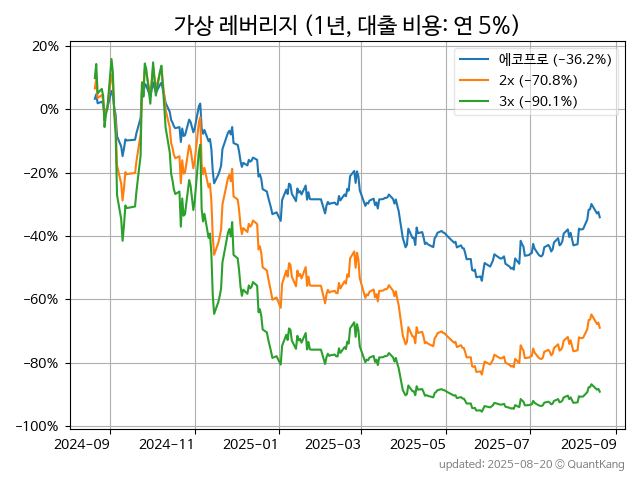 가상 레버리지 (1년, 대출 비용: 연 5%)
에코프로 (-36.2%)
2x (-70.8%)
3x (-90.1%)
20%
0%
-20%
-40%
-60%
-80%
-100%
2024-09 2024-11 2025-01 2025-03 2025-05 2025-07 2025-09
updated: 2025-08-20 © QuantKang